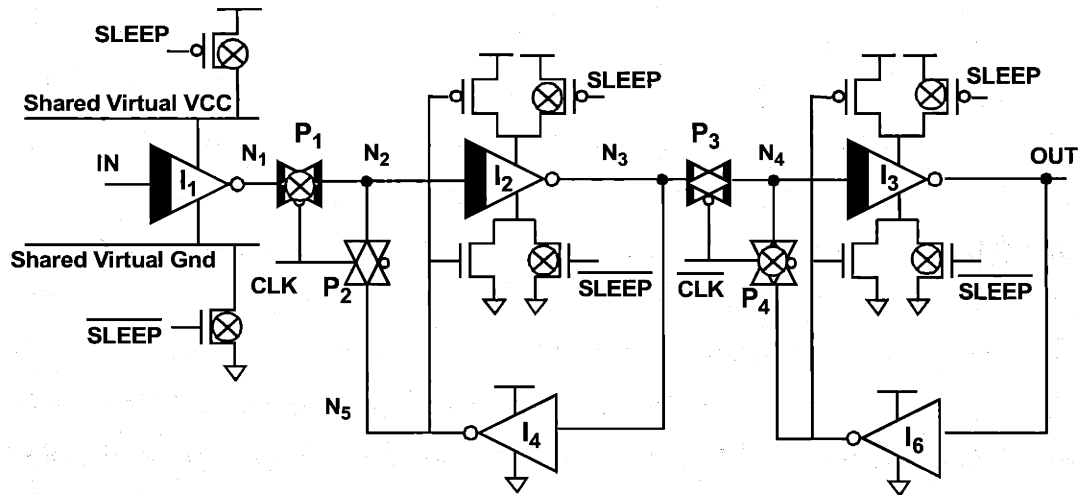 SLEEP
Shared Virtual VCC
IN
I1
N1
P1
N2
Shared Virtual Gnd
SLEEP
CLK
P2
N5
I2
SLEEP
SLEEP
N3
I4
P3
N4
CLK
P4
I3
SLEEP
SLEEP
OUT
I6